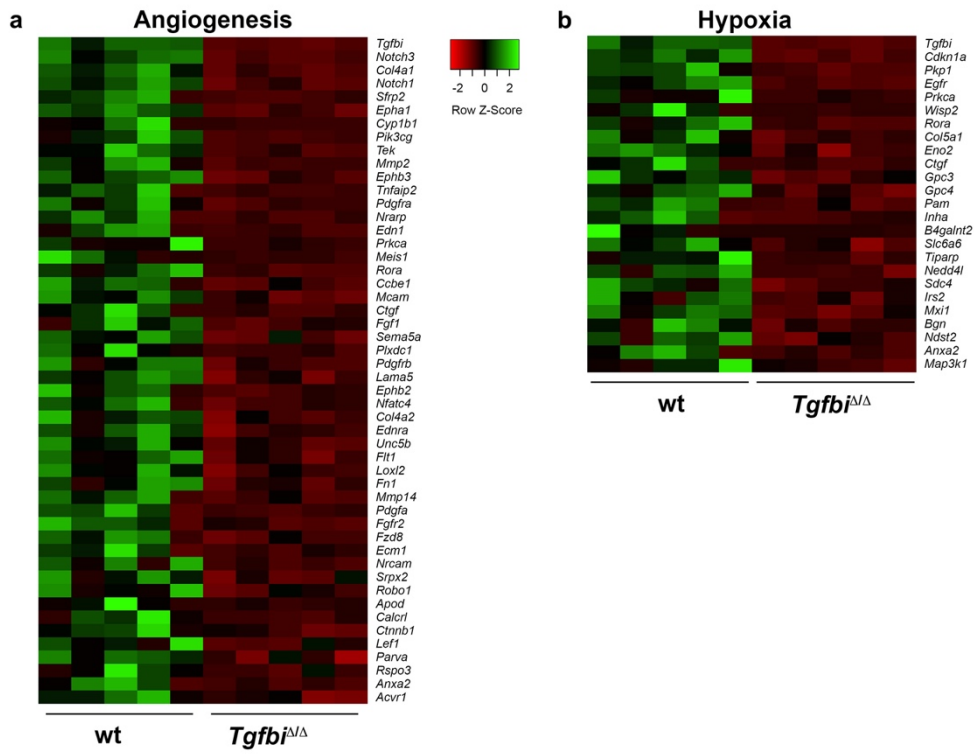 a
Angiogenesis
Tgfbi
Notch3
Col4a1
Notch1
Sfrp2
Epha1
Cyp1b1
Pik3cg
Tek
Mmp2
Ephb3
Tnfaip2
Pdgfra
Nrarp
Edn1
Prkca
Meis1
Rora
Ccbe1
Mcam
Ctgf
Fgf1
Sema5a
Plxdc1
Pdgfrb
Lama5
Ephb2
Nfatc4
Col4a2
Ednra
Unc5b
Flt1
Loxl2
Fn1
Mmp14
Pdgfa
Fgfr2
Fzd8
Ecm1
Nrcam
Srpx2
Robo1
Apod
Calcrl
Ctnnb1
Lef1
Parva
Rspo3
Anxa2
Acvr1
wt
Tgfbi^Δ/Δ
-2 0 2
Row Z-Score
b
Hypoxia
Tgfbi
Cdkn1a
Pkp1
Egfr
Prkca
Wisp2
Rora
Col5a1
Eno2
Ctgf
Gpc3
Gpc4
Pam
Inha
B4galnt2
Slc6a6
Tiparp
Nedd4l
Sdc4
Irs2
Mxi1
Bgn
Ndst2
Anxa2
Map3k1
wt
Tgfbi^Δ/Δ